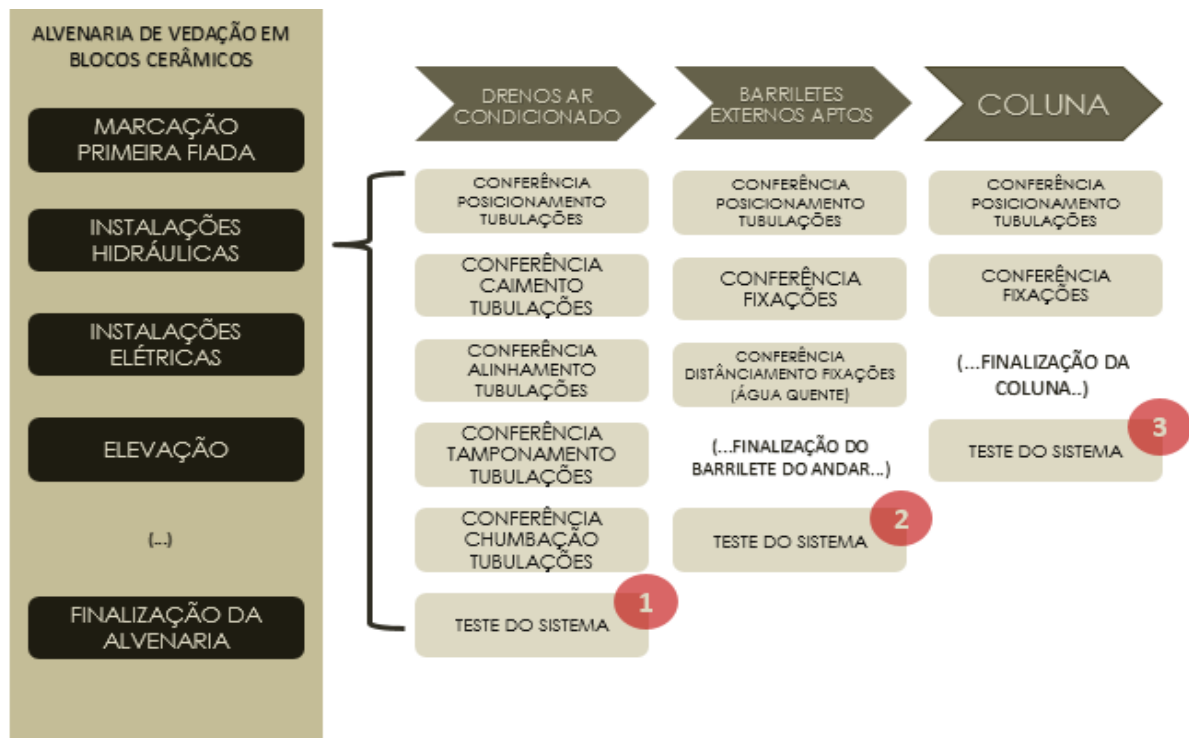 ALVENARIA DE VEDAÇÃO EM
BLOCOS CERÂMICOS
MARCAÇÃO
PRIMEIRA FIADA
INSTALAÇÕES
HIDRÁULICAS
INSTALAÇÕES
ELÉTRICAS
ELEVAÇÃO
(...)
FINALIZAÇÃO DA
ALVENARIA
DRENOS AR
CONDICIONADO
CONFERÊNCIA
POSICIONAMENTO
TUBULAÇÕES
CONFERÊNCIA
CAIMENTO
TUBULAÇÕES
CONFERÊNCIA
ALINHAMENTO
TUBULAÇÕES
CONFERÊNCIA
TAMPONAMENTO
TUBULAÇÕES
CONFERÊNCIA
CHUMBAÇÃO
TUBULAÇÕES
TESTE DO SISTEMA
1
BARRILETES
EXTERNOS APTOS
CONFERÊNCIA
POSICIONAMENTO
TUBULAÇÕES
CONFERÊNCIA
FIXAÇÕES
CONFERÊNCIA
DISTÂNCIAMENTO FIXAÇÕES
(ÁGUA QUENTE)
(...FINALIZAÇÃO DO
BARRILETE DO ANDAR...)
TESTE DO SISTEMA
2
COLUNA
CONFERÊNCIA
POSICIONAMENTO
TUBULAÇÕES
CONFERÊNCIA
FIXAÇÕES
(...FINALIZAÇÃO DA
COLUNA..)
TESTE DO SISTEMA
3